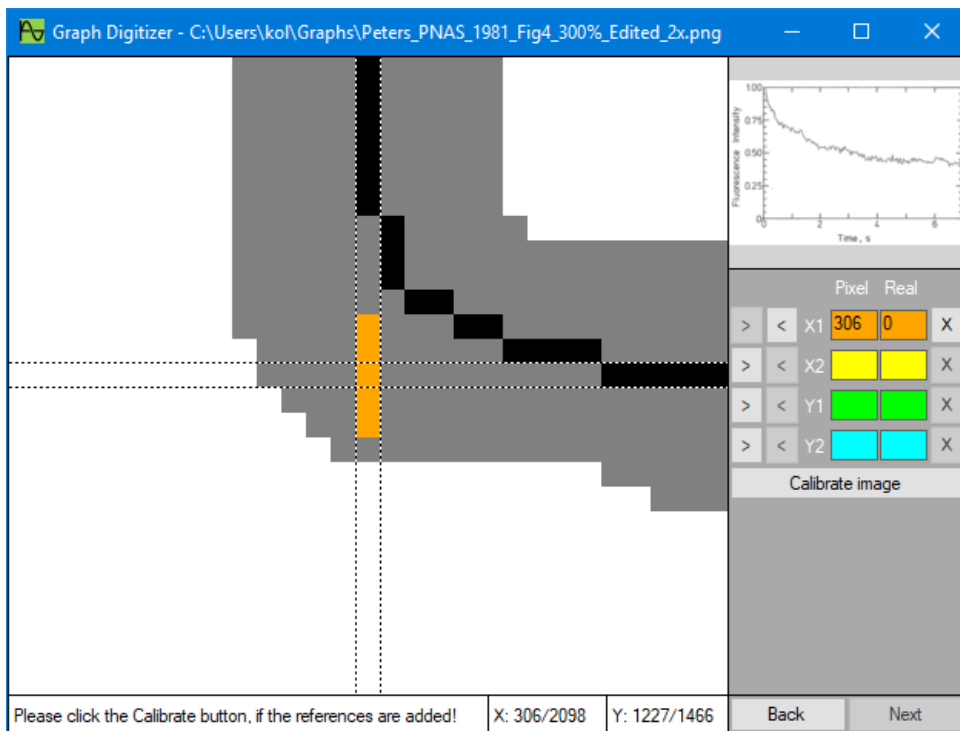 Graph Digitizer - C:\Users\kol\Graphs\Peters_PNAS_1981_Fig4_300%_Edited_2x.png
1.00
0.75
0.50
0.25
0
Fluorescence Intensity
0 2 4 6
Time, s
Pixel Real
> < X1 306 0 X
> < X2 X
> < Y1 X
> < Y2 X
Calibrate image
Please click the Calibrate button, if the references are added! X: 306/2098 Y: 1227/1466 Back Next